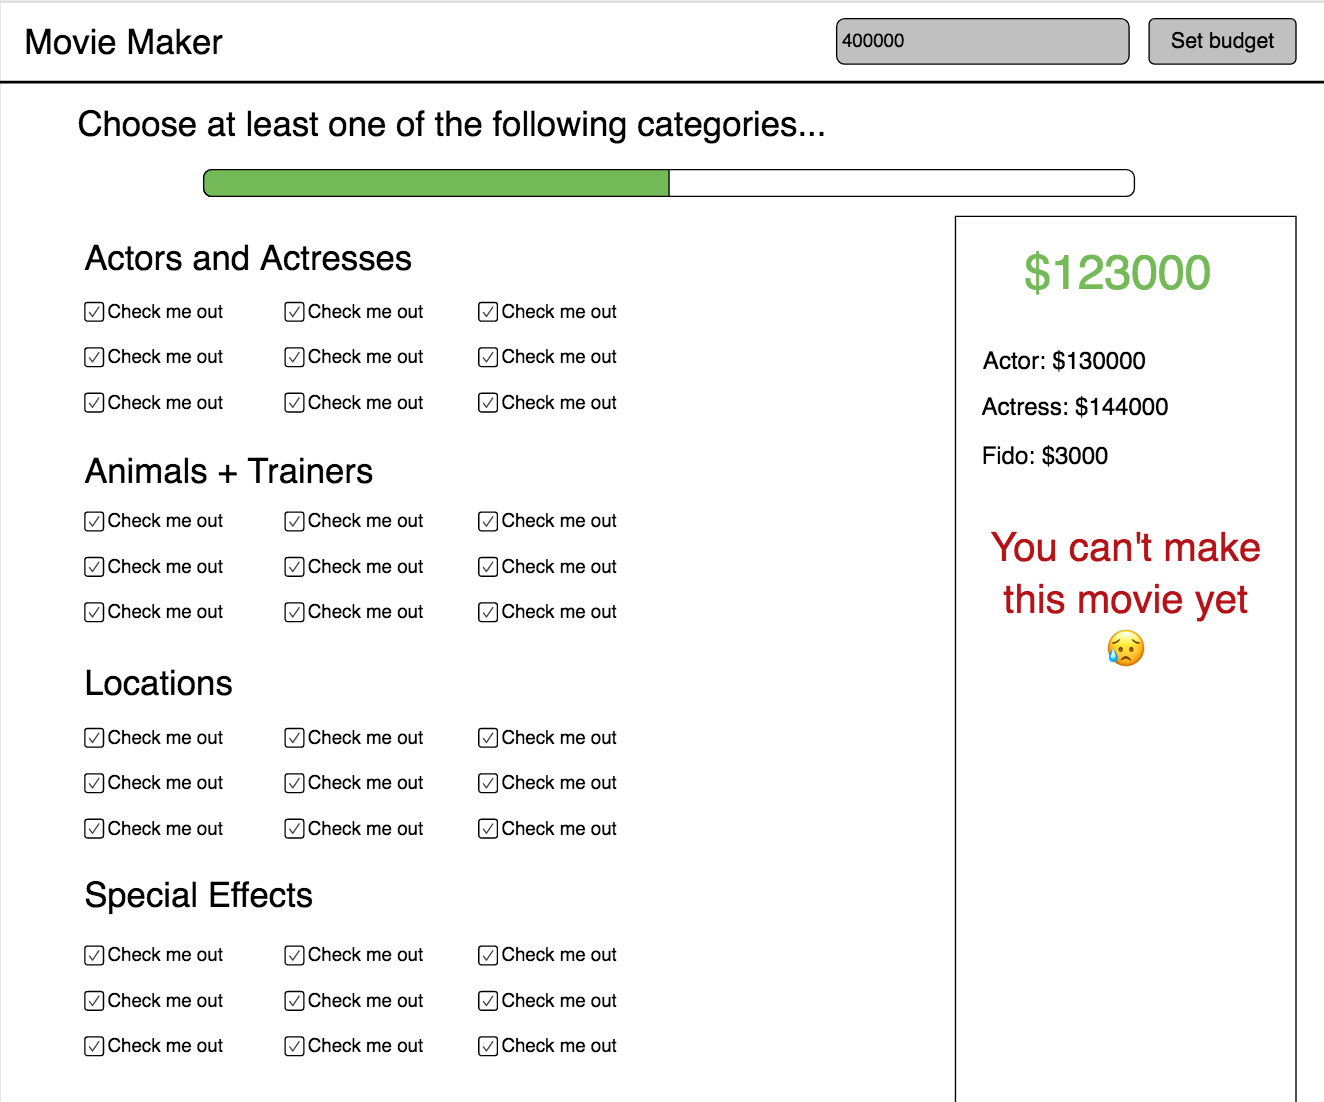 Movie Maker
400000
Set budget
Choose at least one of the following categories...
Actors and Actresses
Check me out Check me out Check me out
Check me out Check me out Check me out
Check me out Check me out Check me out
Animals + Trainers
Check me out Check me out Check me out
Check me out Check me out Check me out
Check me out Check me out Check me out
Locations
Check me out Check me out Check me out
Check me out Check me out Check me out
Check me out Check me out Check me out
Special Effects
Check me out Check me out Check me out
Check me out Check me out Check me out
Check me out Check me out Check me out
$123000
Actor: $130000
Actress: $144000
Fido: $3000
You can't make
this movie yet